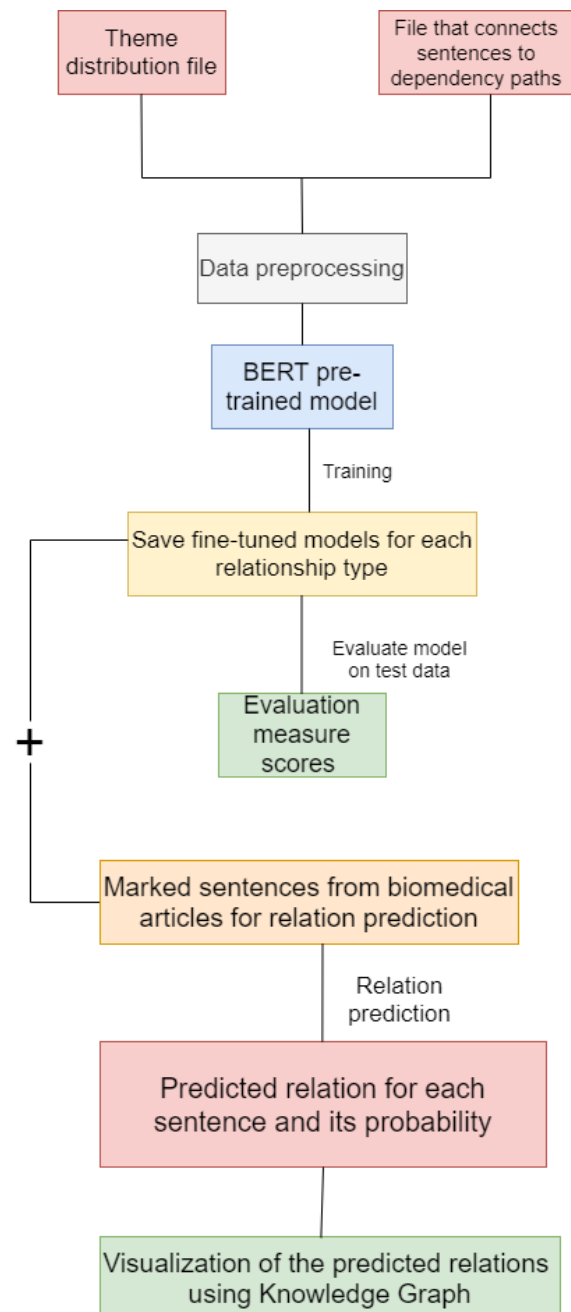 Theme
distribution file
File that connects
sentences to
dependency paths
Data preprocessing
BERT pre-
trained model
Training
Save fine-tuned models for each
relationship type
Evaluate model
on test data
Evaluation
measure
scores
+
Marked sentences from biomedical
articles for relation prediction
Relation
prediction
Predicted relation for each
sentence and its probability
Visualization of the predicted relations
using Knowledge Graph